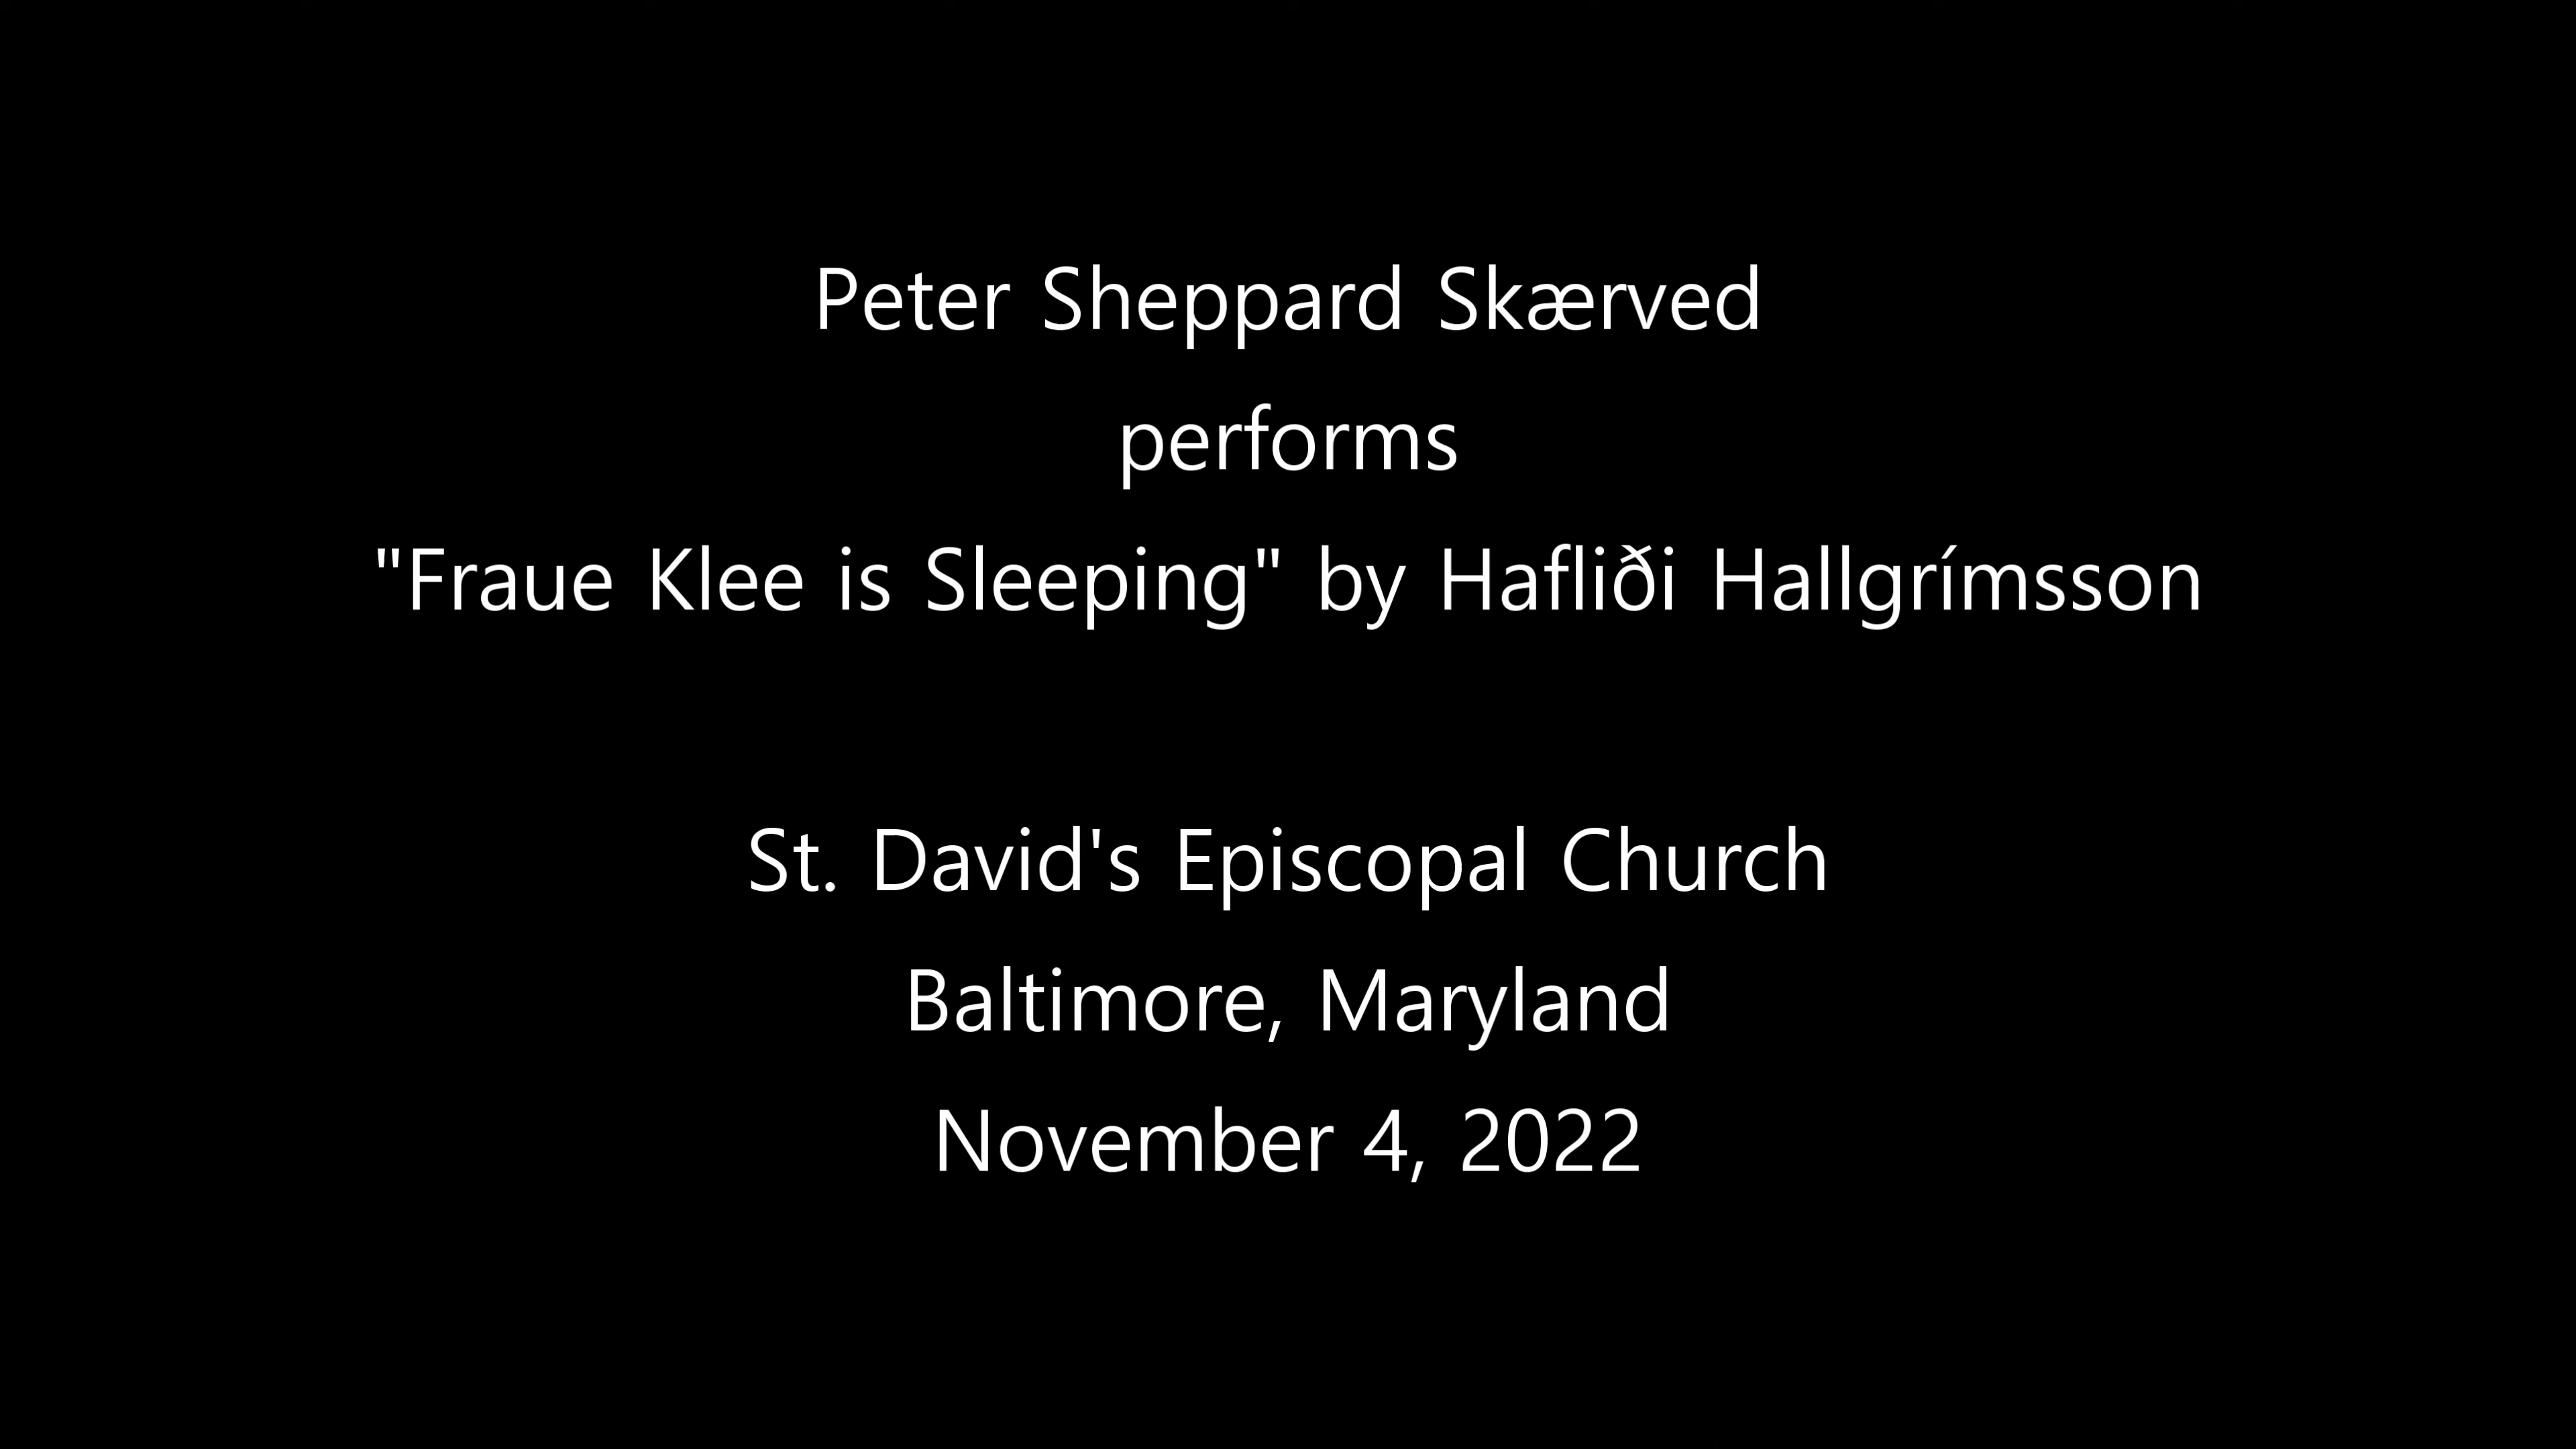 Peter Sheppard Skærved
performs
"Fraue Klee is Sleeping" by Hafliði Hallgrímsson
St. David's Episcopal Church
Baltimore, Maryland
November 4, 2022